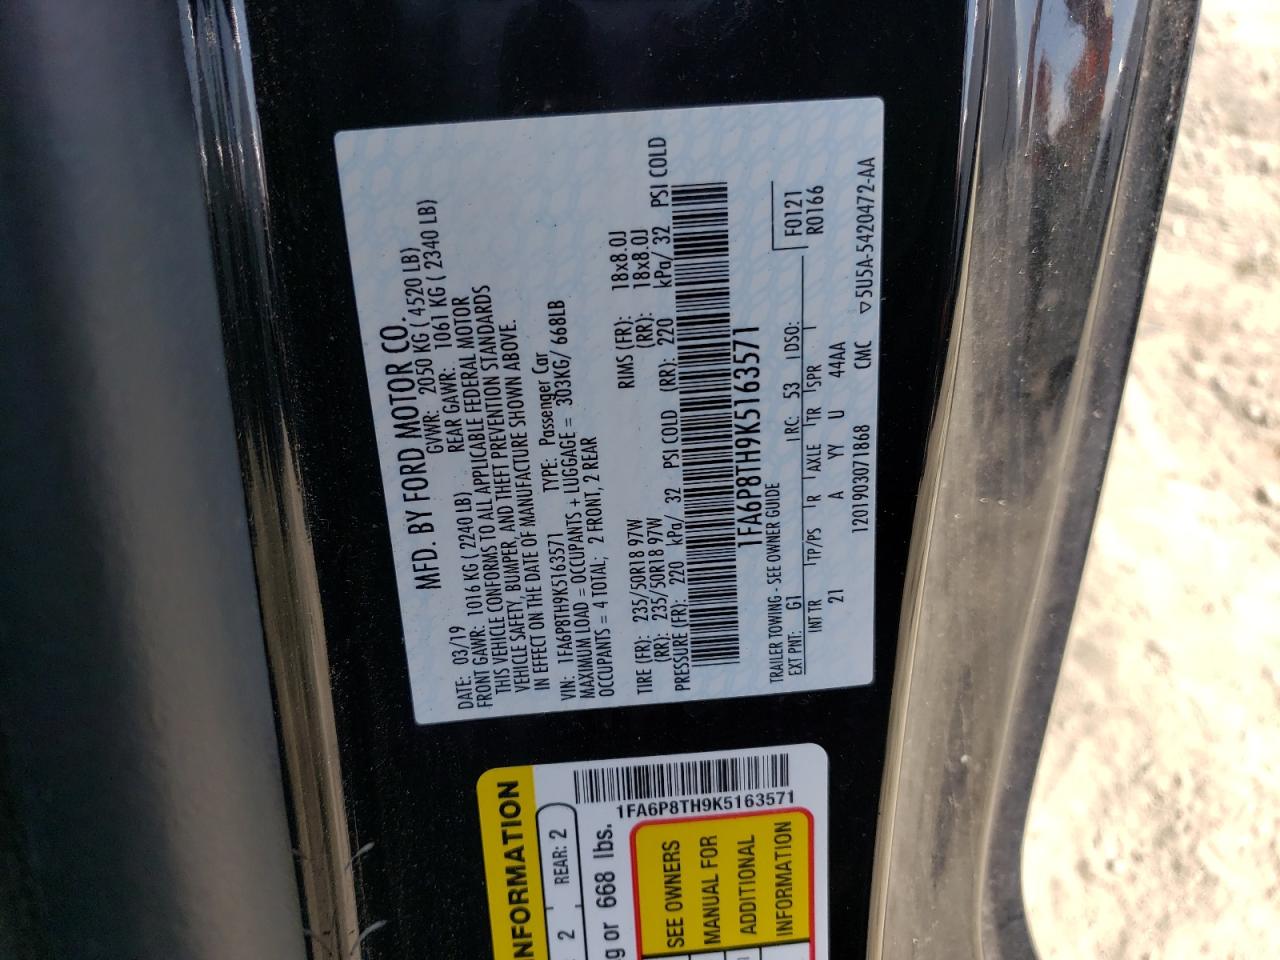 MFD. BY FORD MOTOR CO.
DATE: 03/19 GVWR: 2050 KG ( 4520 LB)
FRONT GAWR: 1016 KG ( 2240 LB) REAR GAWR: 1061 KG ( 2340 LB)
THIS VEHICLE CONFORMS TO ALL APPLICABLE FEDERAL MOTOR
VEHICLE SAFETY, BUMPER, AND THEFT PREVENTION STANDARDS
IN EFFECT ON THE DATE OF MANUFACTURE SHOWN ABOVE.
VIN: 1FA6P8TH9K5163571 TYPE: Passenger Car
MAXIMUM LOAD = OCCUPANTS + LUGGAGE = 303KG/ 668LB
OCCUPANTS = 4 TOTAL; 2 FRONT, 2 REAR
TIRE (FR): 235/50R18 97W RIMS (FR): 18x8.0J
(RR): 235/50R18 97W (RR): 18x8.0J
PRESSURE (FR): 220 kPa/ 32 PSI COLD (RR): 220 kPa/ 32 PSI COLD
1FA6P8TH9K5163571
TRAILER TOWING - SEE OWNER GUIDE F0121
EXT PNT: G1 RC: 53 DSO: R0166
INT TR TP/PS R AXLE TR SPR
21 A YY U 44AA
1201903071868 CMC ▽5U5A-5420472-AA
INFORMATION
2 REAR: 2
g or 668 lbs.
1FA6P8TH9K5163571
SEE OWNERS
MANUAL FOR
ADDITIONAL
INFORMATION